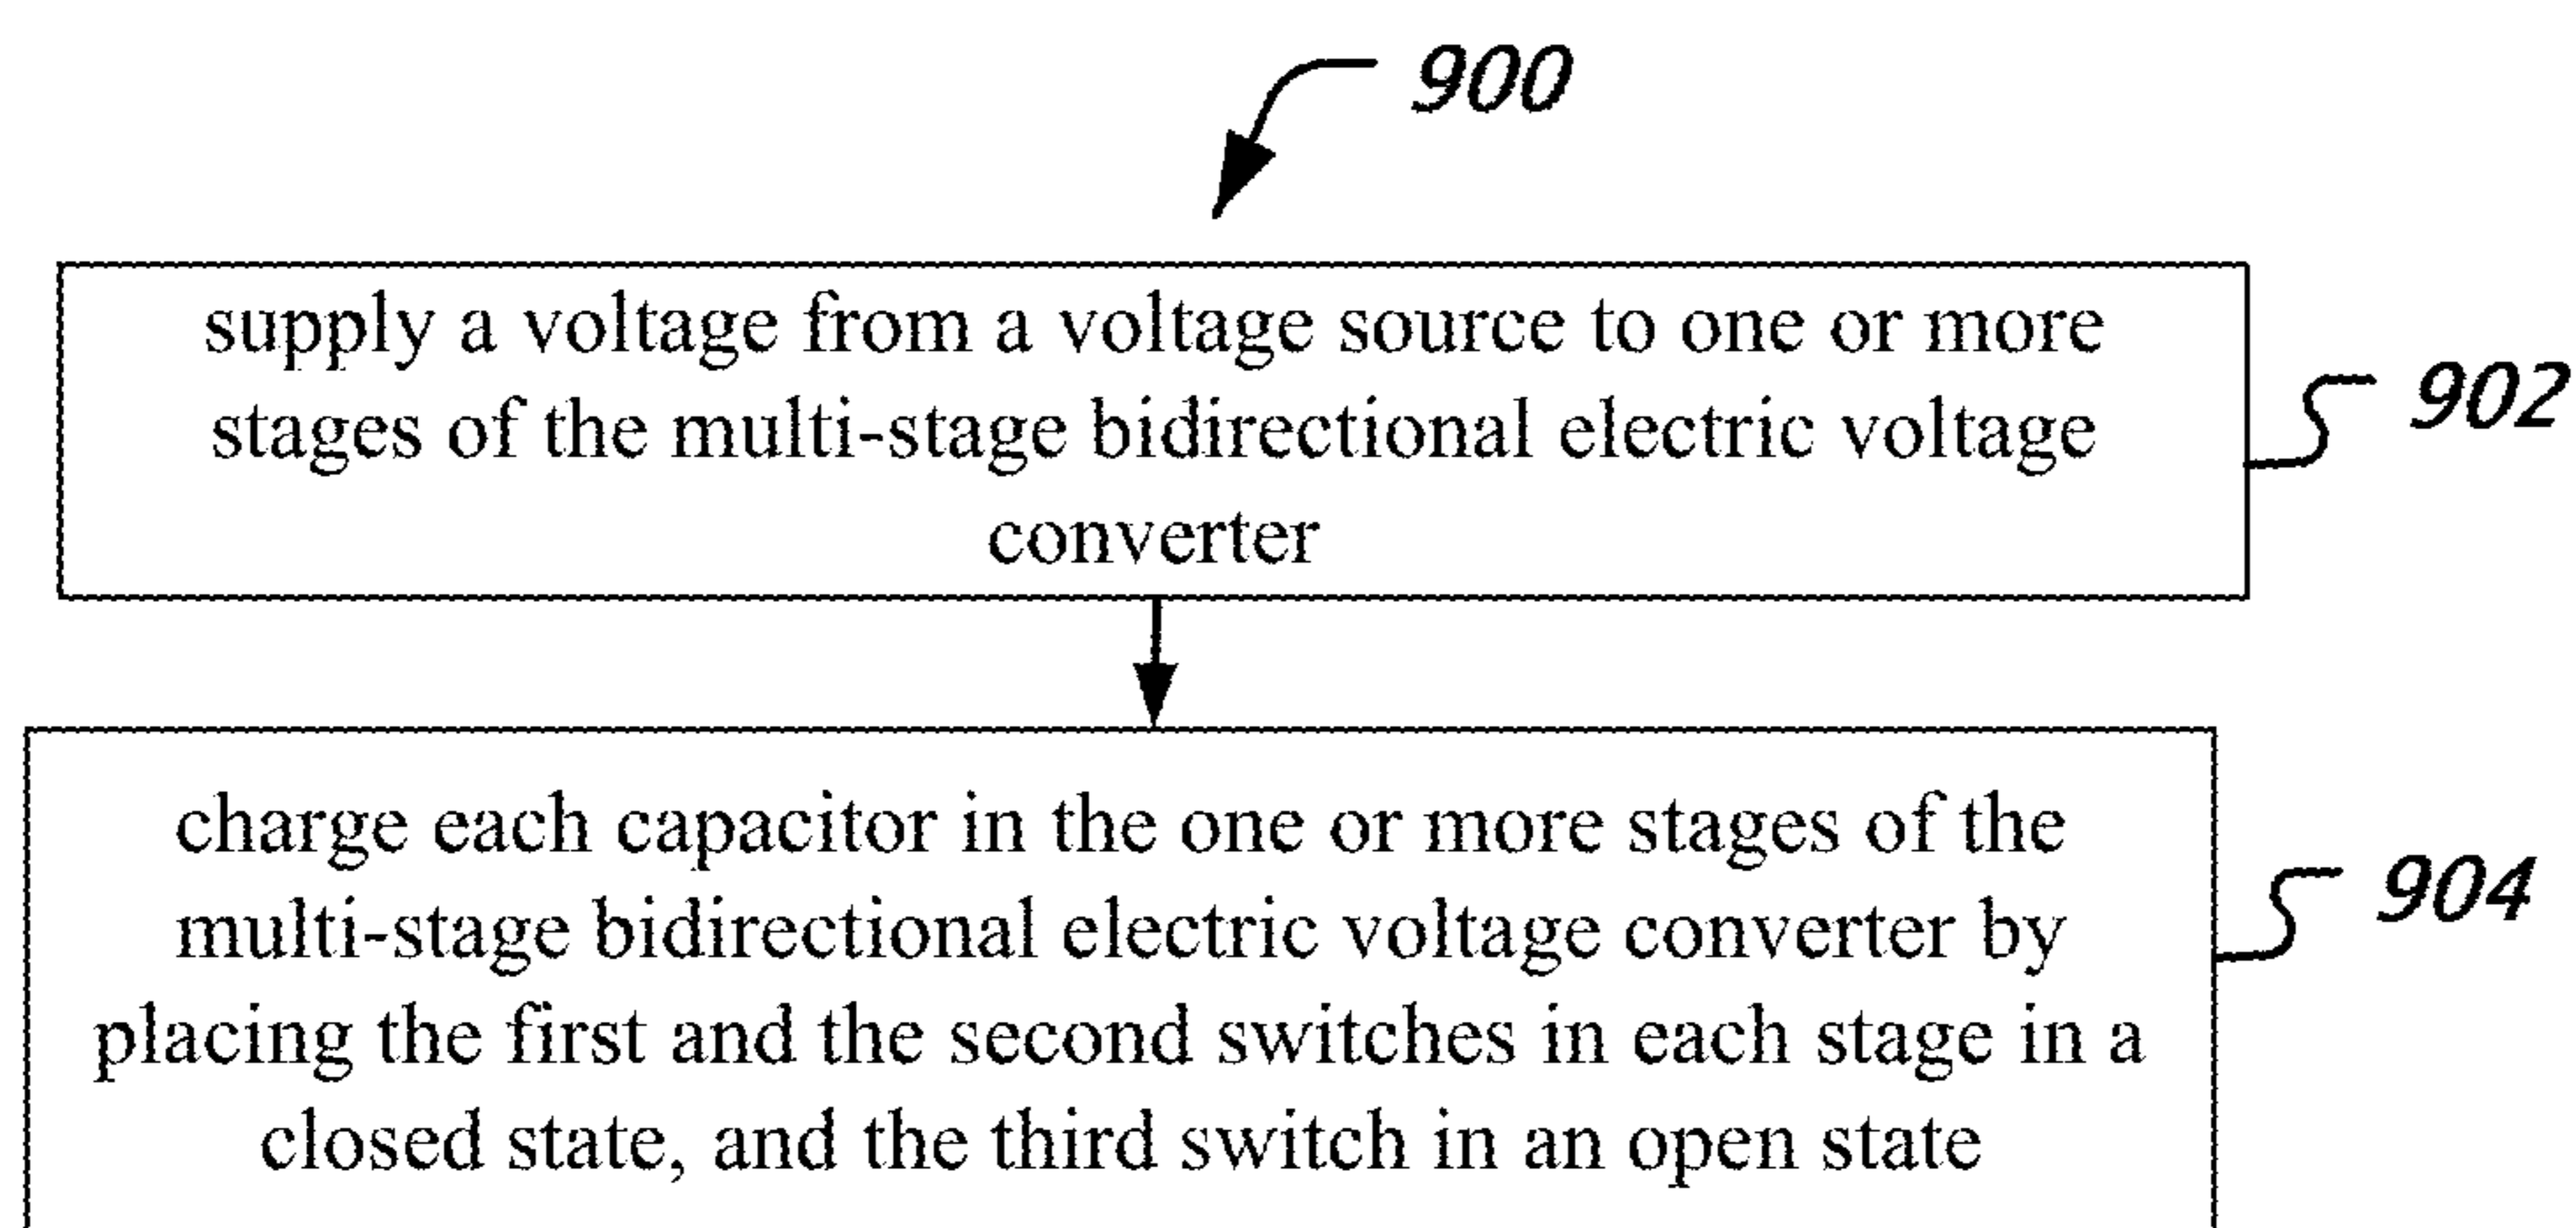 900
supply a voltage from a voltage source to one or more
stages of the multi-stage bidirectional electric voltage
converter
902
charge each capacitor in the one or more stages of the
multi-stage bidirectional electric voltage converter by
placing the first and the second switches in each stage in a
closed state, and the third switch in an open state
904